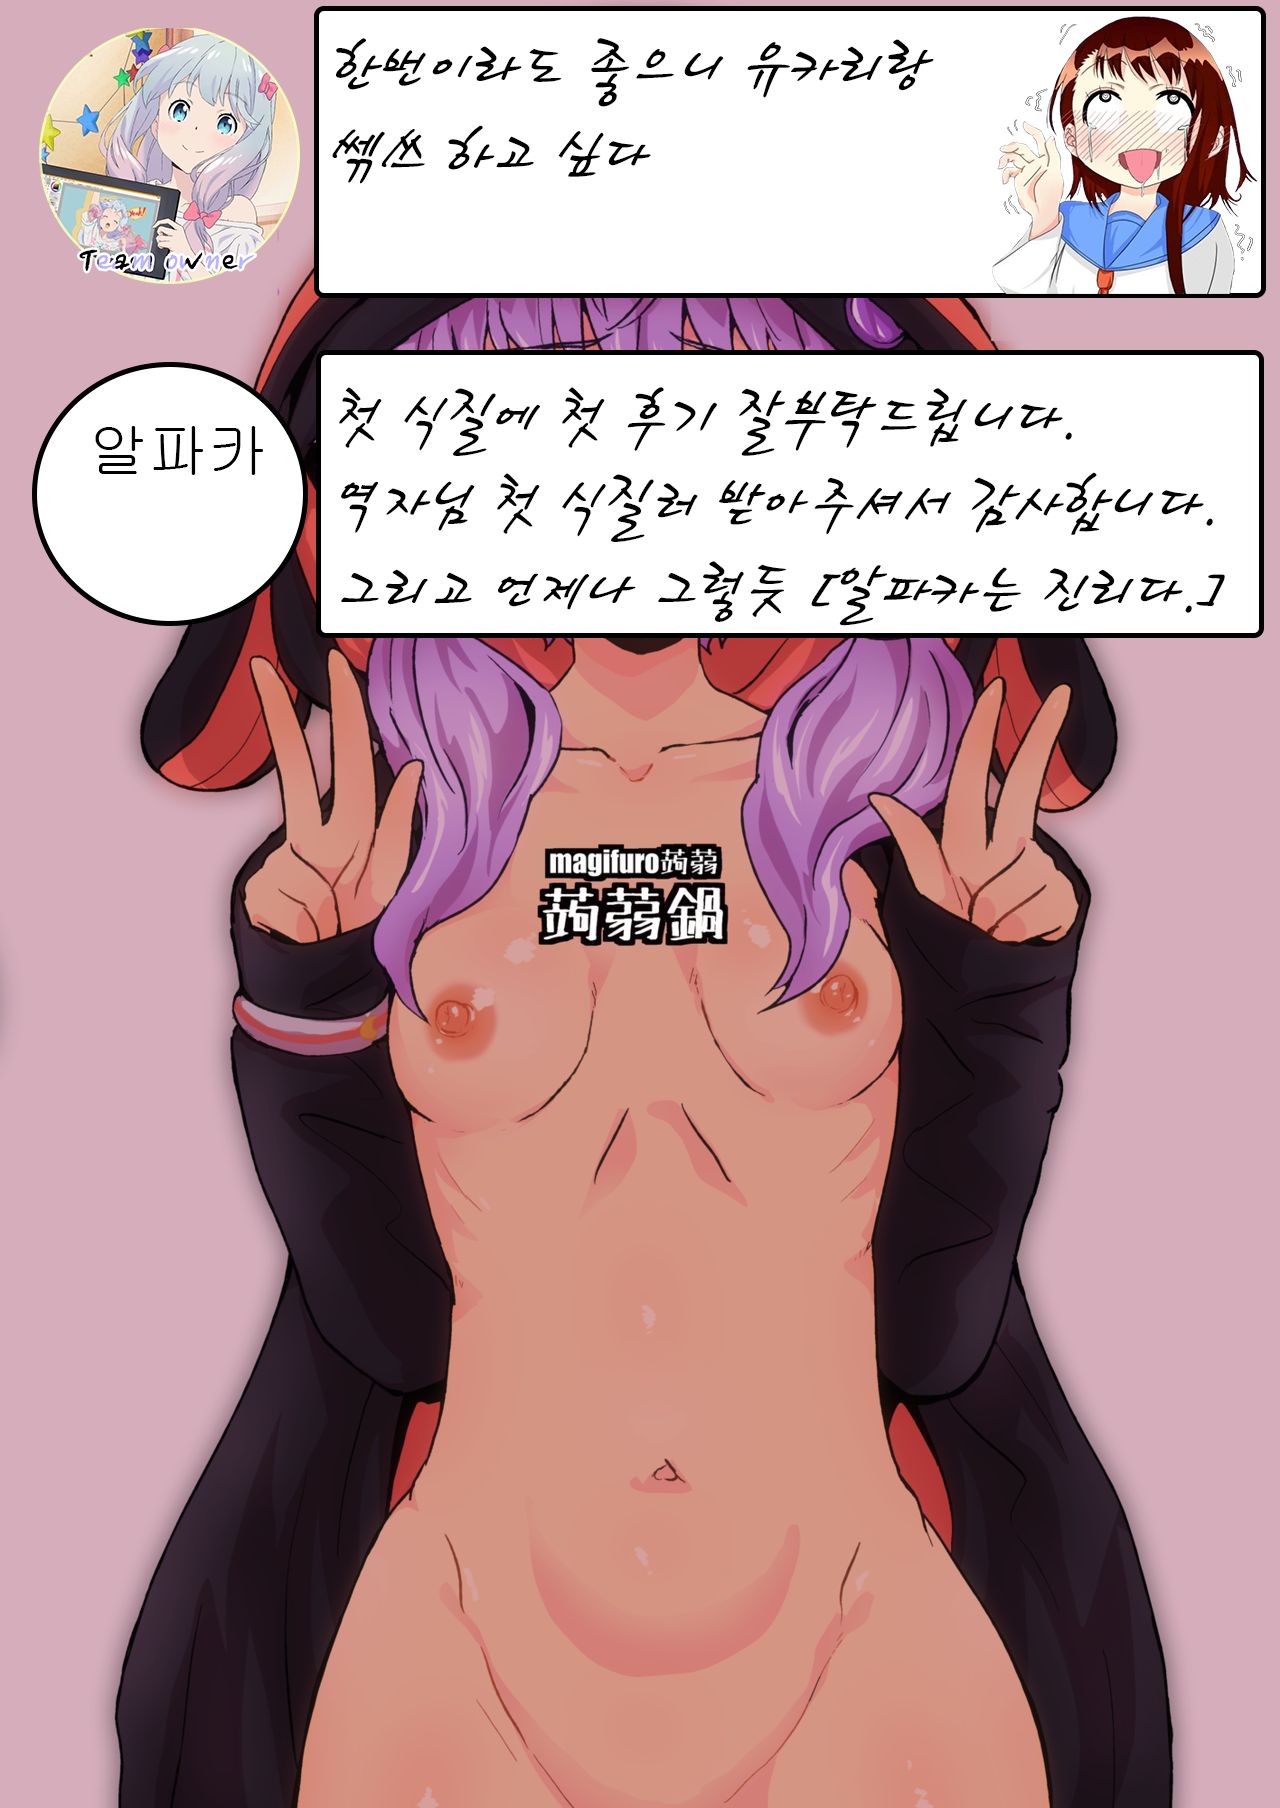 한번이라도 좋으니 유카리랑
쎾쓰 하고 싶다
Team owner
알파카
첫 식질에 첫 후기 잘부탁드립니다.
역자님 첫 식질러 받아주셔서 감사합니다.
그리고 언제나 그렇듯 [알파카는 진리다.]
magifuro蒟蒻
蒟蒻鍋